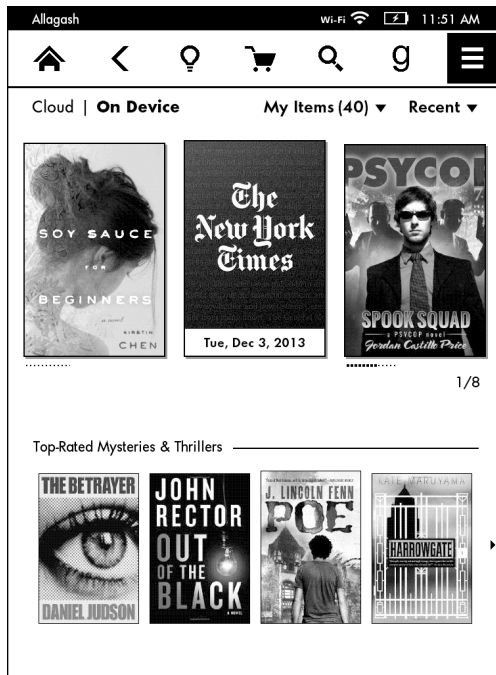 Allagash Wi-Fi 11:51 AM
g
Cloud | On Device My Items (40) Recent
SOY SAUCE
FOR
BEGINNERS
a novel
KIRSTIN
CHEN
The
New York
Times
Tue, Dec 3, 2013
PSYCOP
SPOOK SQUAD
a PSYCOP novel
Jordan Castillo Price
1/8
Top-Rated Mysteries & Thrillers
THE BETRAYER
DANIEL JUDSON
JOHN
RECTOR
OUT
OF THE
BLACK
A NOVEL
J. LINCOLN FENN
POE
KATE MARUYAMA
HARROWGATE